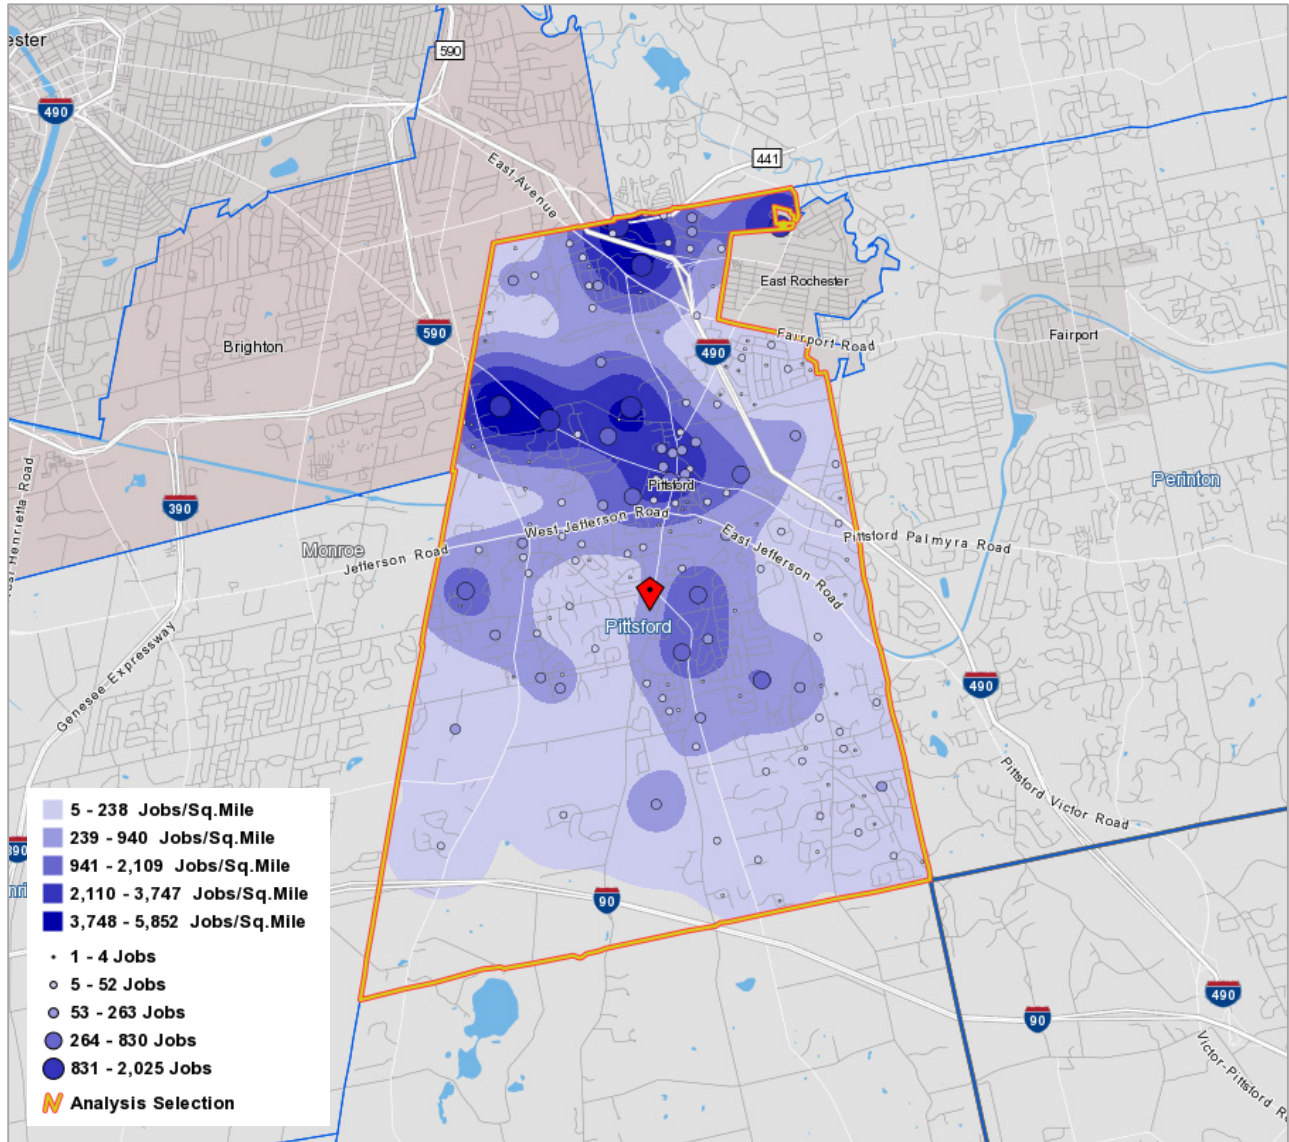 ester
590
490
441
East Avenue
East Rochester
590
Fairport Road
Fairport
Brighton
490
Pittsford
Perinton
390
West Jefferson Road
Monroe
Jefferson Road
East Jefferson Road
Pittsford Palmyra Road
Henrietta Road
Pittsford
Genesee Expressway
490
Pittsford Victor Road
5 - 238 Jobs/Sq.Mile
239 - 940 Jobs/Sq.Mile
390
941 - 2,109 Jobs/Sq.Mile
2,110 - 3,747 Jobs/Sq.Mile
3,748 - 5,852 Jobs/Sq.Mile
90
1 - 4 Jobs
5 - 52 Jobs
53 - 263 Jobs
264 - 830 Jobs
831 - 2,025 Jobs
Analysis Selection
490
90
Victor-Pittsford R